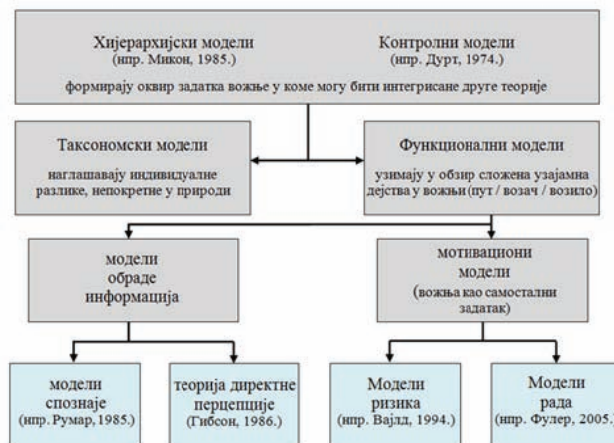 Хијерархијски модели
(нпр. Микон, 1985.)
Контролни модели
(нпр. Дурт, 1974.)
формирају оквир задатка вожње у коме могу бити интегрисане друге теорије
Таксономски модели
наглашавају индивидуалне
разлике, непокретне у природи
Функционални модели
узимају у обзир сложена узајамна
дејства у вожњи (пут / возач / возило)
модели
обраде
информација
мотивациони
модели
(вожња као самостални
задатак)
модели
спознаје
(нпр. Румар, 1985.)
теорија директне
перцепције
(Гибсон, 1986.)
Модели
ризика
(нпр. Вајлд, 1994.)
Модели
рада
(нпр. Фулер, 2005.)